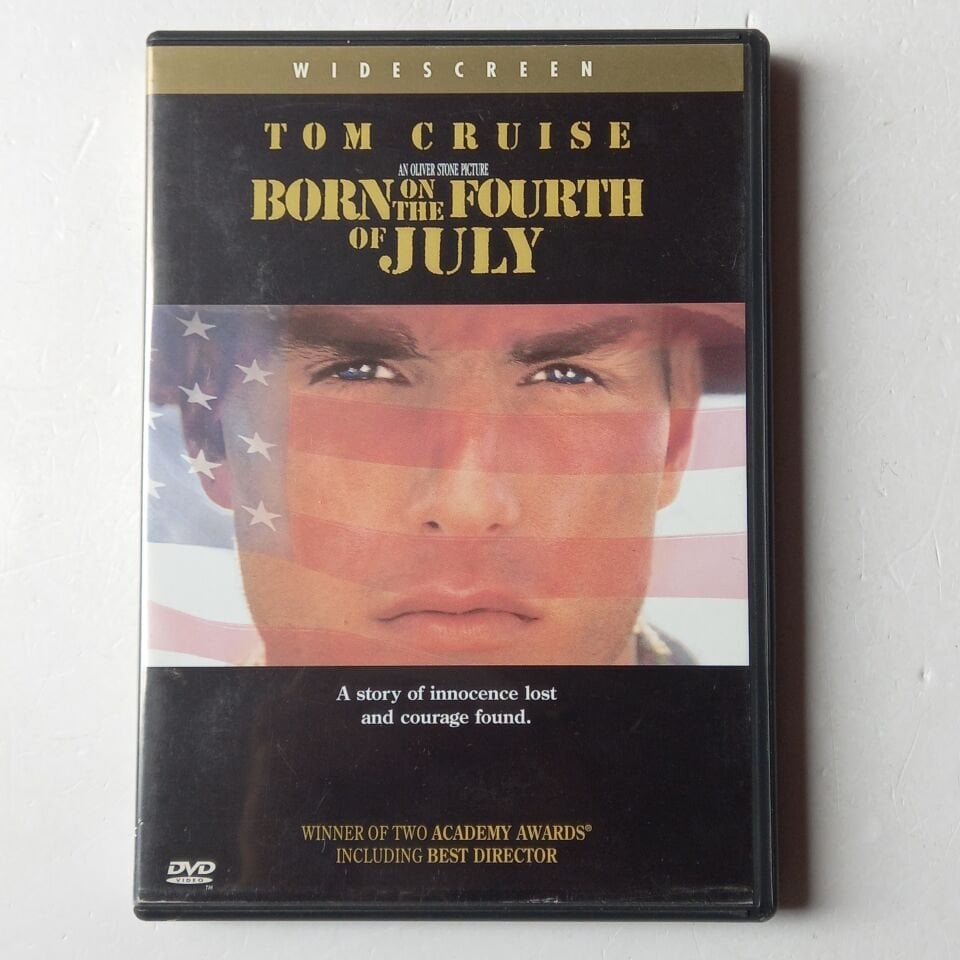 WIDESCREEN
TOM CRUISE
AN OLIVER STONE PICTURE
BORN ON THE FOURTH
OF JULY
A story of innocence lost
and courage found.
WINNER OF TWO ACADEMY AWARDS®
INCLUDING BEST DIRECTOR
DVD
VIDEO
TM